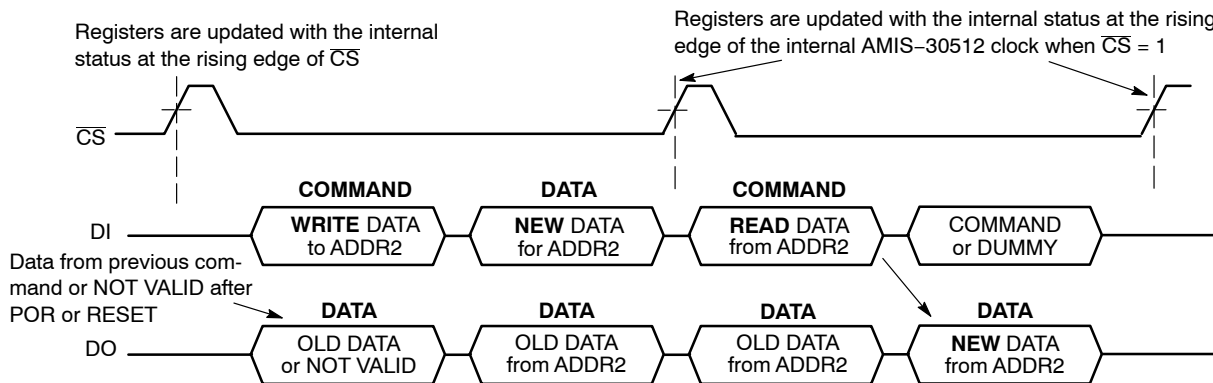 Registers are updated with the internal
status at the rising edge of CS
Registers are updated with the internal status at the rising
edge of the internal AMIS−30512 clock when CS = 1
CS
COMMAND
DATA
COMMAND
DI
WRITE DATA
to ADDR2
NEW DATA
for ADDR2
READ DATA
from ADDR2
COMMAND
or DUMMY
Data from previous com-
mand or NOT VALID after
POR or RESET
DATA
DATA
DATA
DATA
DO
OLD DATA
or NOT VALID
OLD DATA
from ADDR2
OLD DATA
from ADDR2
NEW DATA
from ADDR2